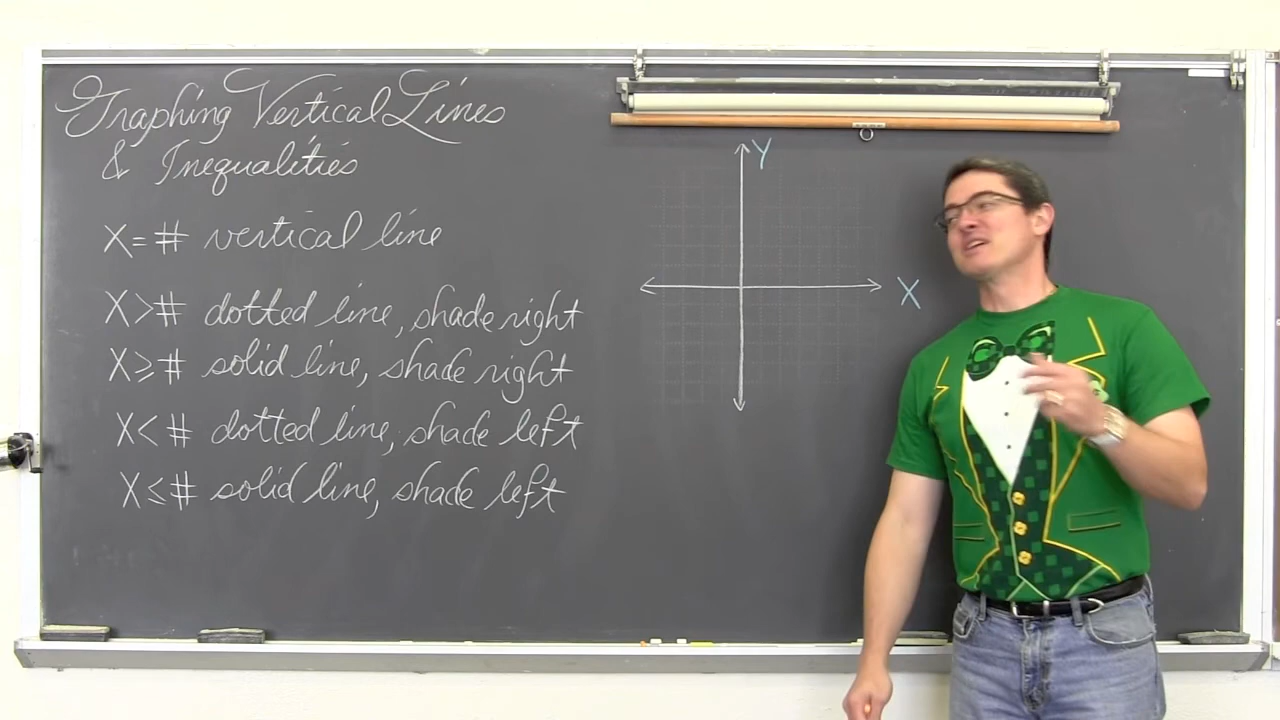 Graphing Vertical Lines
& Inequalities
X = # vertical line
X > # dotted line, shade right
X ≥ # solid line, shade right
X < # dotted line, shade left
X ≤ # solid line, shade left
Y
X